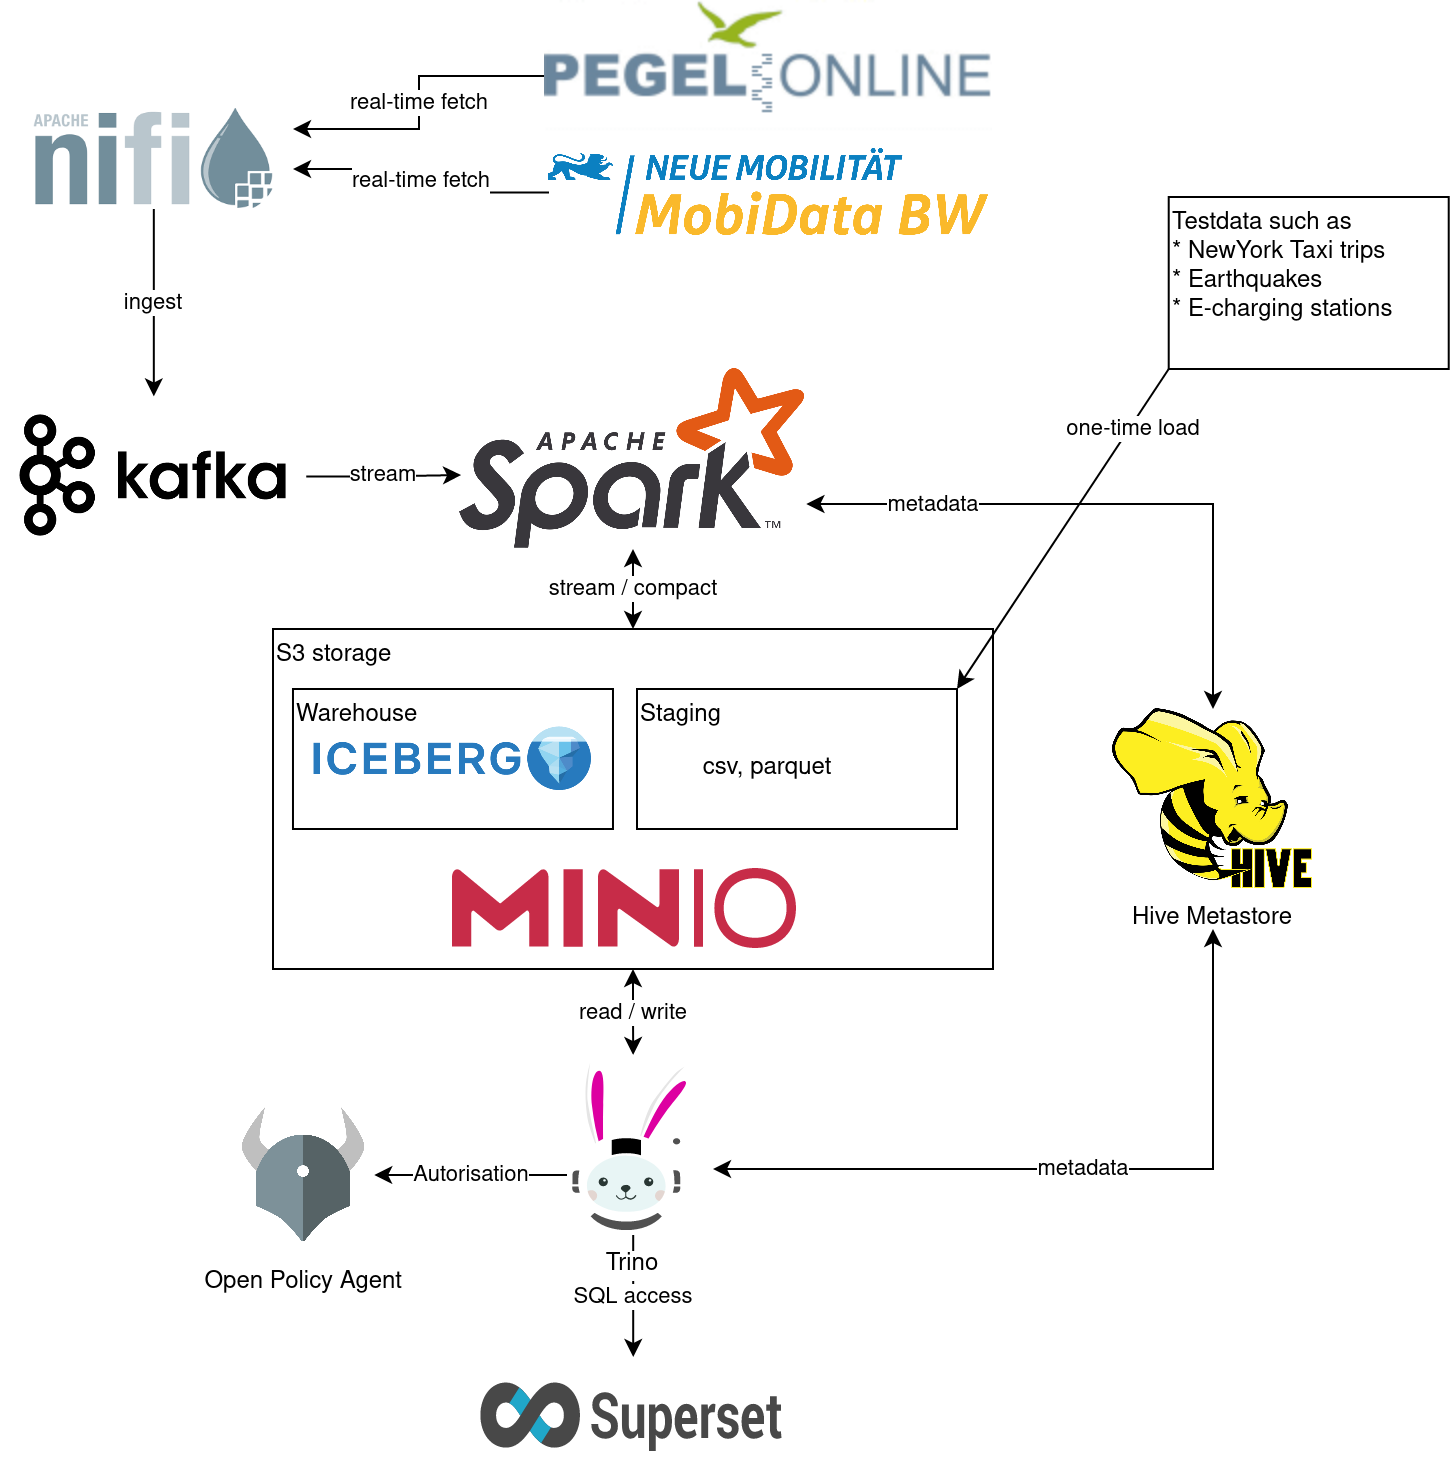 PEGEL ONLINE
real-time fetch
APACHE
nifi
real-time fetch
NEUE MOBILITÄT
MobiData BW
Testdata such as
* NewYork Taxi trips
* Earthquakes
* E-charging stations
ingest
one-time load
kafka
stream
APACHE
Spark™
metadata
stream / compact
S3 storage
Warehouse
ICEBERG
Staging
csv, parquet
MINIO
HIVE
Hive Metastore
read / write
Autorisation
metadata
Open Policy Agent
Trino
SQL access
Superset